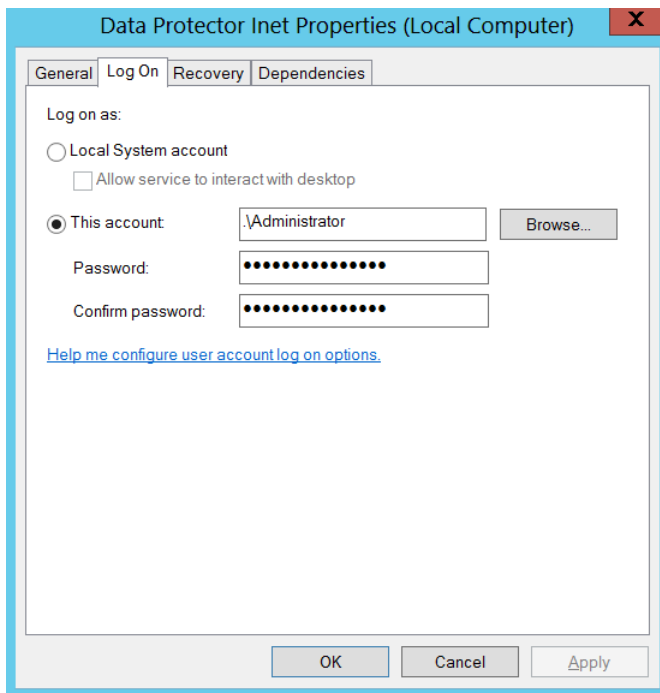 Data Protector Inet Properties (Local Computer)
X
General Log On Recovery Dependencies
Log on as:
Local System account
Allow service to interact with desktop
This account: .\Administrator Browse...
Password: •••••••••••••••
Confirm password: •••••••••••••••
Help me configure user account log on options.
OK Cancel Apply